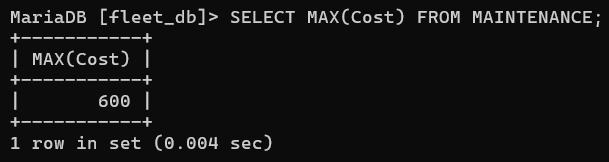 MariaDB [fleet_db]> SELECT MAX(Cost) FROM MAINTENANCE;
+-----------+
| MAX(Cost) |
+-----------+
|       600 |
+-----------+
1 row in set (0.004 sec)